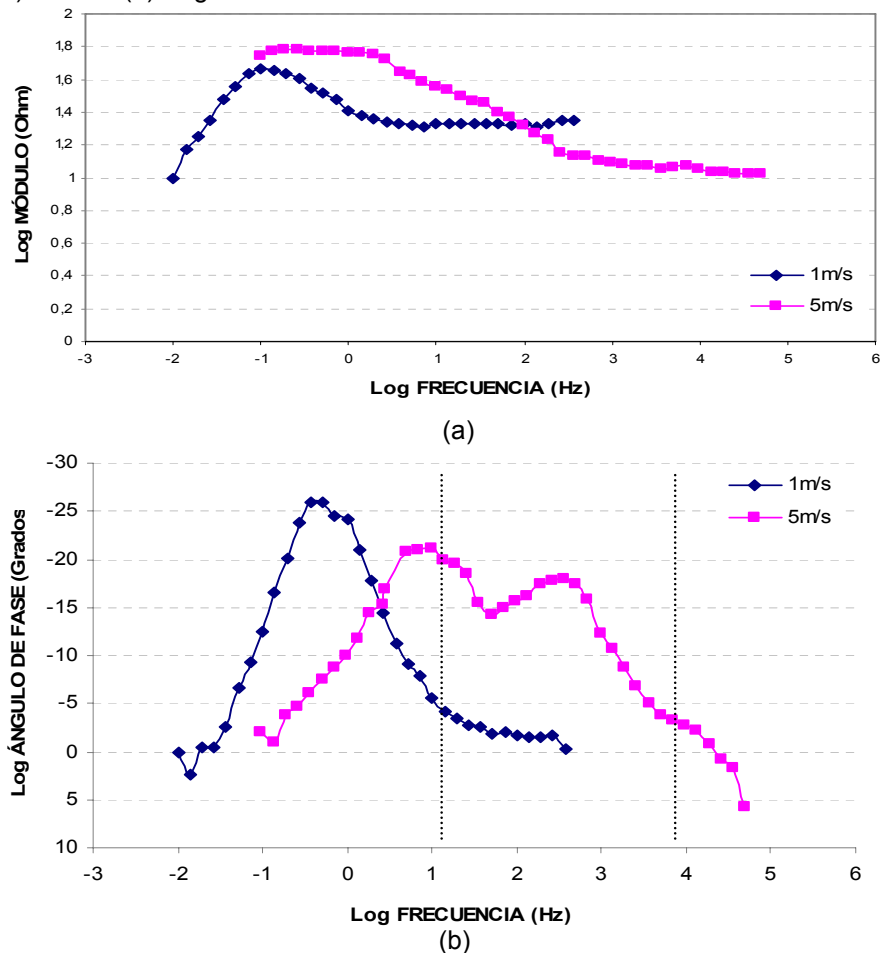 2
1,8
1,6
1,4
1,2
1
0,8
0,6
0,4
0,2
0
Log MÓDULO (Ohm)
1m/s
5m/s
-3 -2 -1 0 1 2 3 4 5 6
Log FRECUENCIA (Hz)
(a)
-30
-25
-20
-15
-10
-5
0
5
10
Log ÁNGULO DE FASE (Grados
1m/s
5m/s
-3 -2 -1 0 1 2 3 4 5 6
Log FRECUENCIA (Hz)
(b)